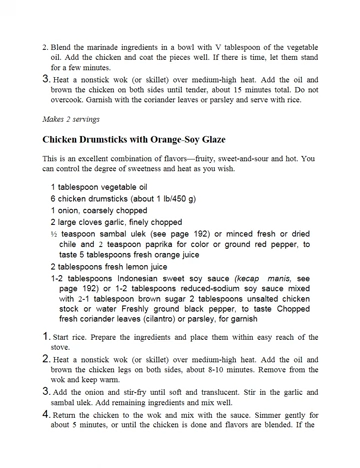 2. Blend the marinade ingredients in a bowl with V tablespoon of the vegetable
oil. Add the chicken and coat the pieces well. If there is time, let them stand
for a few minutes.
3. Heat a nonstick wok (or skillet) over medium-high heat. Add the oil and
brown the chicken on both sides until tender, about 15 minutes total. Do not
overcook. Garnish with the coriander leaves or parsley and serve with rice.
Makes 2 servings
Chicken Drumsticks with Orange-Soy Glaze
This is an excellent combination of flavors—fruity, sweet-and-sour and hot. You
can control the degree of sweetness and heat as you wish.
1 tablespoon vegetable oil
6 chicken drumsticks (about 1 lb/450 g)
1 onion, coarsely chopped
2 large cloves garlic, finely chopped
½ teaspoon sambal ulek (see page 192) or minced fresh or dried
chile and 2 teaspoon paprika for color or ground red pepper, to
taste 5 tablespoons fresh orange juice
2 tablespoons fresh lemon juice
1-2 tablespoons Indonesian sweet soy sauce (kecap manis, see
page 192) or 1-2 tablespoons reduced-sodium soy sauce mixed
with 2-1 tablespoon brown sugar 2 tablespoons unsalted chicken
stock or water Freshly ground black pepper, to taste Chopped
fresh coriander leaves (cilantro) or parsley, for garnish
1. Start rice. Prepare the ingredients and place them within easy reach of the
stove.
2. Heat a nonstick wok (or skillet) over medium-high heat. Add the oil and
brown the chicken legs on both sides, about 8-10 minutes. Remove from the
wok and keep warm.
3. Add the onion and stir-fry until soft and translucent. Stir in the garlic and
sambal ulek. Add remaining ingredients and mix well.
4. Return the chicken to the wok and mix with the sauce. Simmer gently for
about 5 minutes, or until the chicken is done and flavors are blended. If the